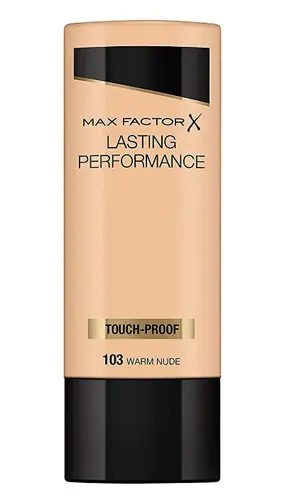 MAX FACTOR X
LASTING
PERFORMANCE
TOUCH-PROOF
103 WARM NUDE